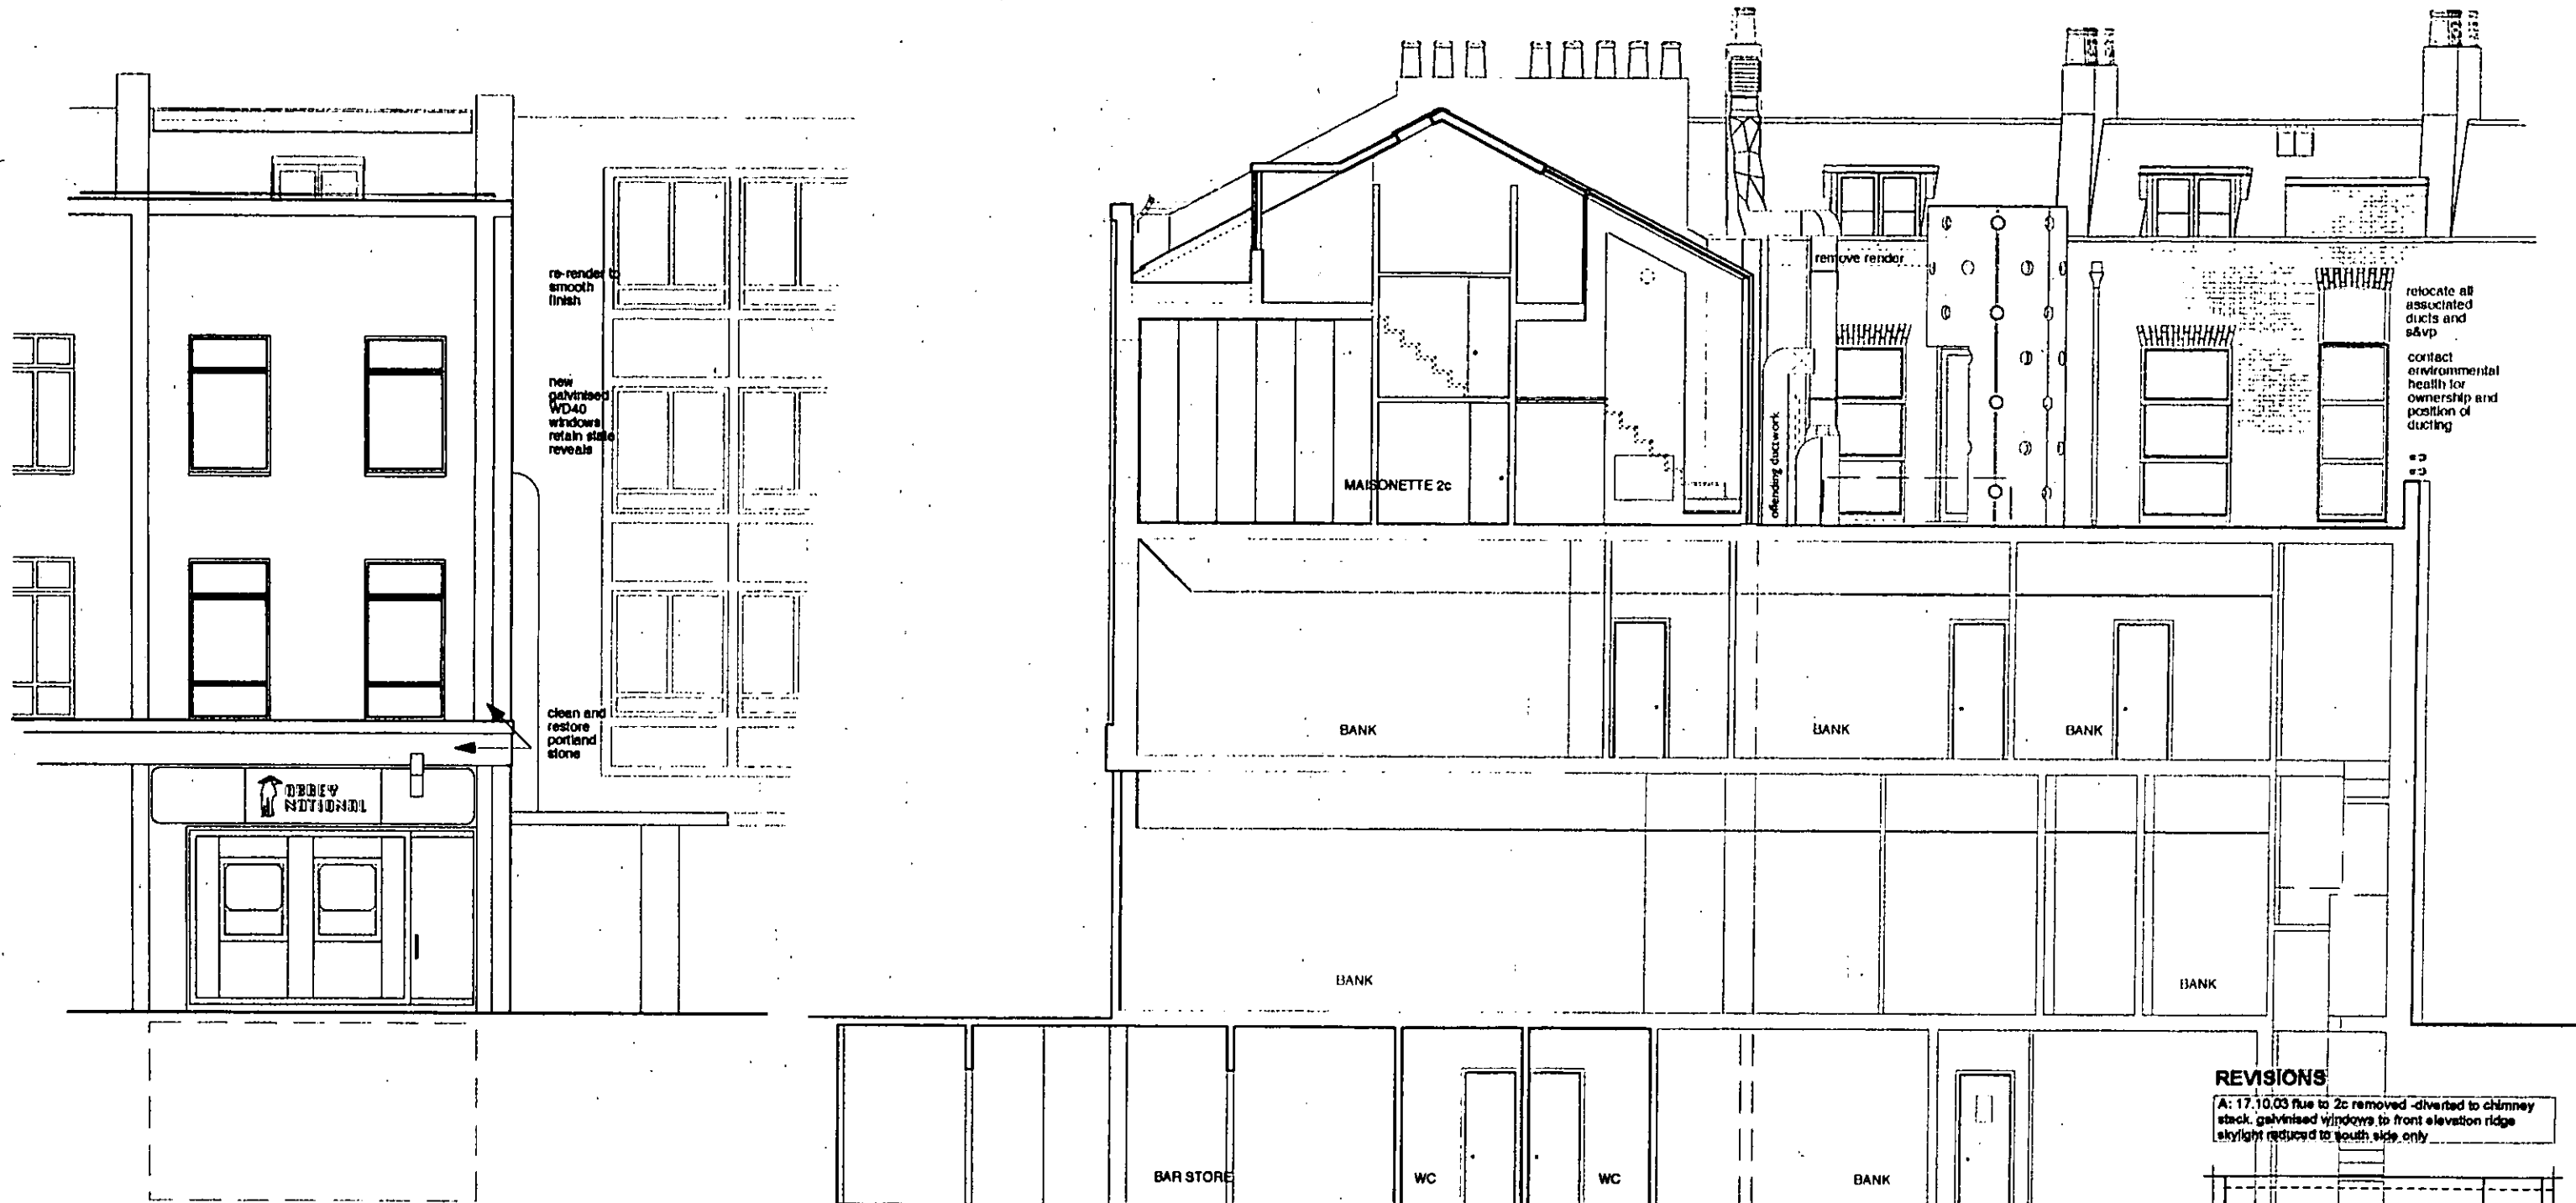 re-render to
smooth
finish
new
galvinised
WD40
windows
retain slate
reveals
clean and
restore
portland
stone
ABBEY
NATIONAL
MAISONETTE 2c
offending ductwork
remove render
relocate all
associated
ducts and
s&vp
contact
environmental
health for
ownership and
position of
ducting
BANK
BANK
BANK
BANK
BANK
BAR STORE
WC
WC
BANK
REVISIONS
A: 17.10.03 flue to 2c removed -diverted to chimney
stack. galvinised windows to front elevation ridge
skylight reduced to south side only